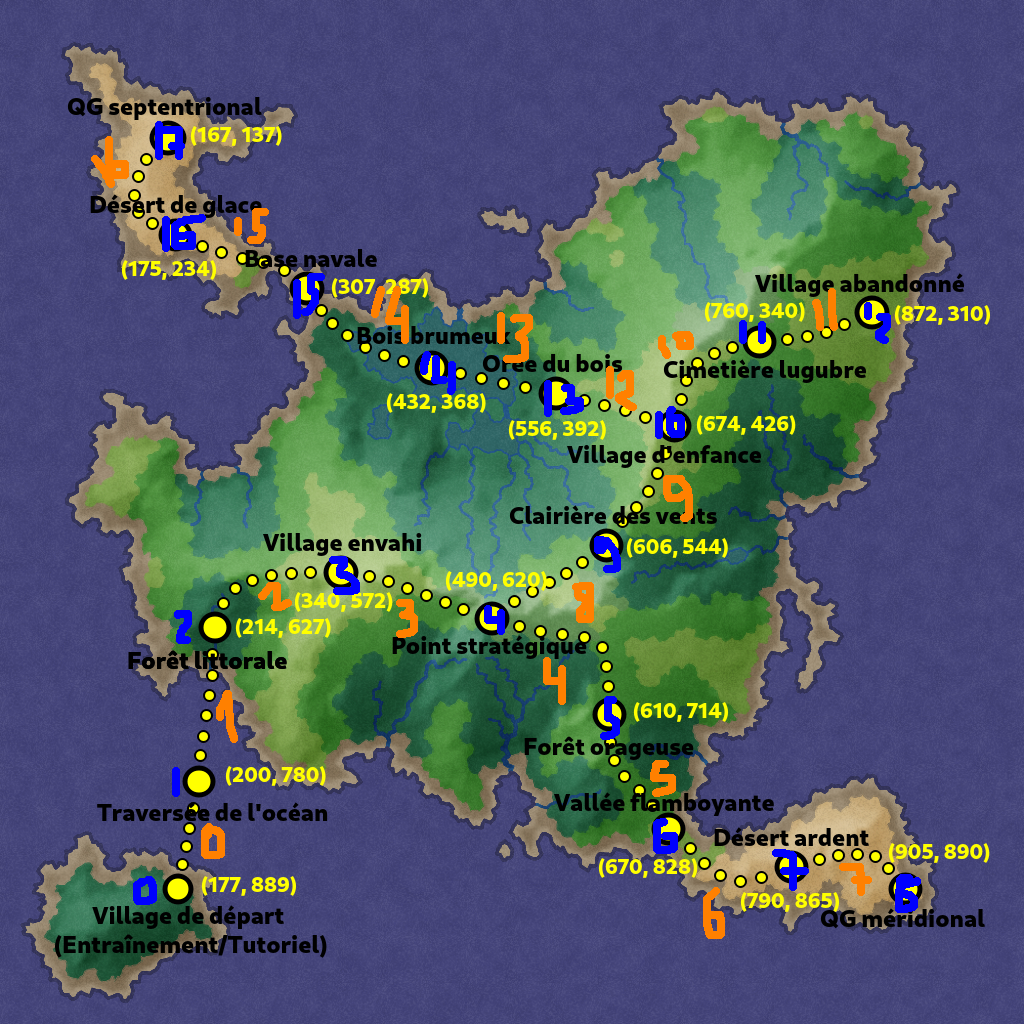 QG septentrional
17
(167, 137)
6
Désert de glace
16
15
(175, 234)
Base navale
15
(307, 287)
14
Village abandonné
(760, 340)
11
12
(872, 310)
Bois brumeux
13
14
(432, 368)
Orée du bois
13
(556, 392)
12
10
11
Cimetière lugubre
10
(674, 426)
Village d'enfance
9
Clairière des vents
9
(606, 544)
Village envahi
3
(340, 572)
2
3
(490, 620)
8
4
Point stratégique
2
(214, 627)
Forêt littorale
4
1
5
(610, 714)
Forêt orageuse
5
1
(200, 780)
Traversée de l'océan
0
Vallée flamboyante
6
(670, 828)
Désert ardent
7
(790, 865)
7
(905, 890)
8
QG méridional
6
0
(177, 889)
Village de départ
(Entraînement/Tutoriel)